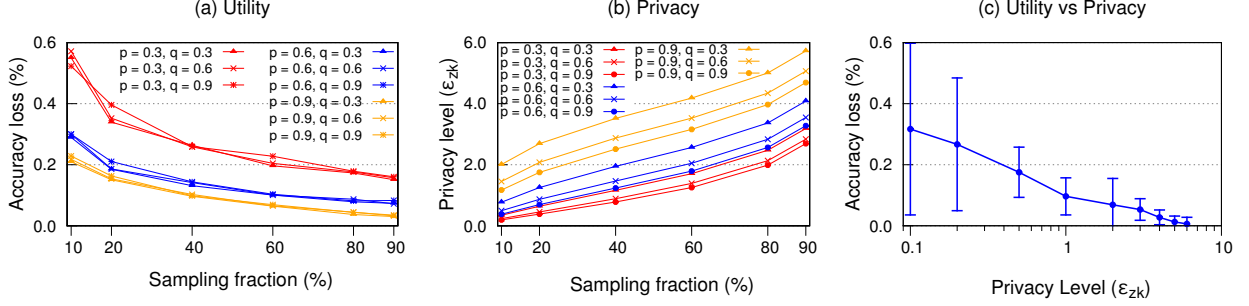 (a) Utility
Accuracy loss (%)
0.6
0.4
0.2
0.0
p = 0.3, q = 0.3
p = 0.3, q = 0.6
p = 0.3, q = 0.9
p = 0.6, q = 0.3
p = 0.6, q = 0.6
p = 0.6, q = 0.9
p = 0.9, q = 0.3
p = 0.9, q = 0.6
p = 0.9, q = 0.9
10 20 40 60 80 90
Sampling fraction (%)
(b) Privacy
Privacy level (εzk)
6.0
4.0
2.0
0.0
p = 0.3, q = 0.3
p = 0.3, q = 0.6
p = 0.3, q = 0.9
p = 0.6, q = 0.3
p = 0.6, q = 0.6
p = 0.6, q = 0.9
p = 0.9, q = 0.3
p = 0.9, q = 0.6
p = 0.9, q = 0.9
10 20 40 60 80 90
Sampling fraction (%)
(c) Utility vs Privacy
Accuracy loss (%)
0.6
0.4
0.2
0.0
0.1 1 10
Privacy Level (εzk)